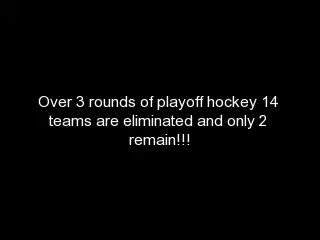 Over 3 rounds of playoff hockey 14
teams are eliminated and only 2
remain!!!